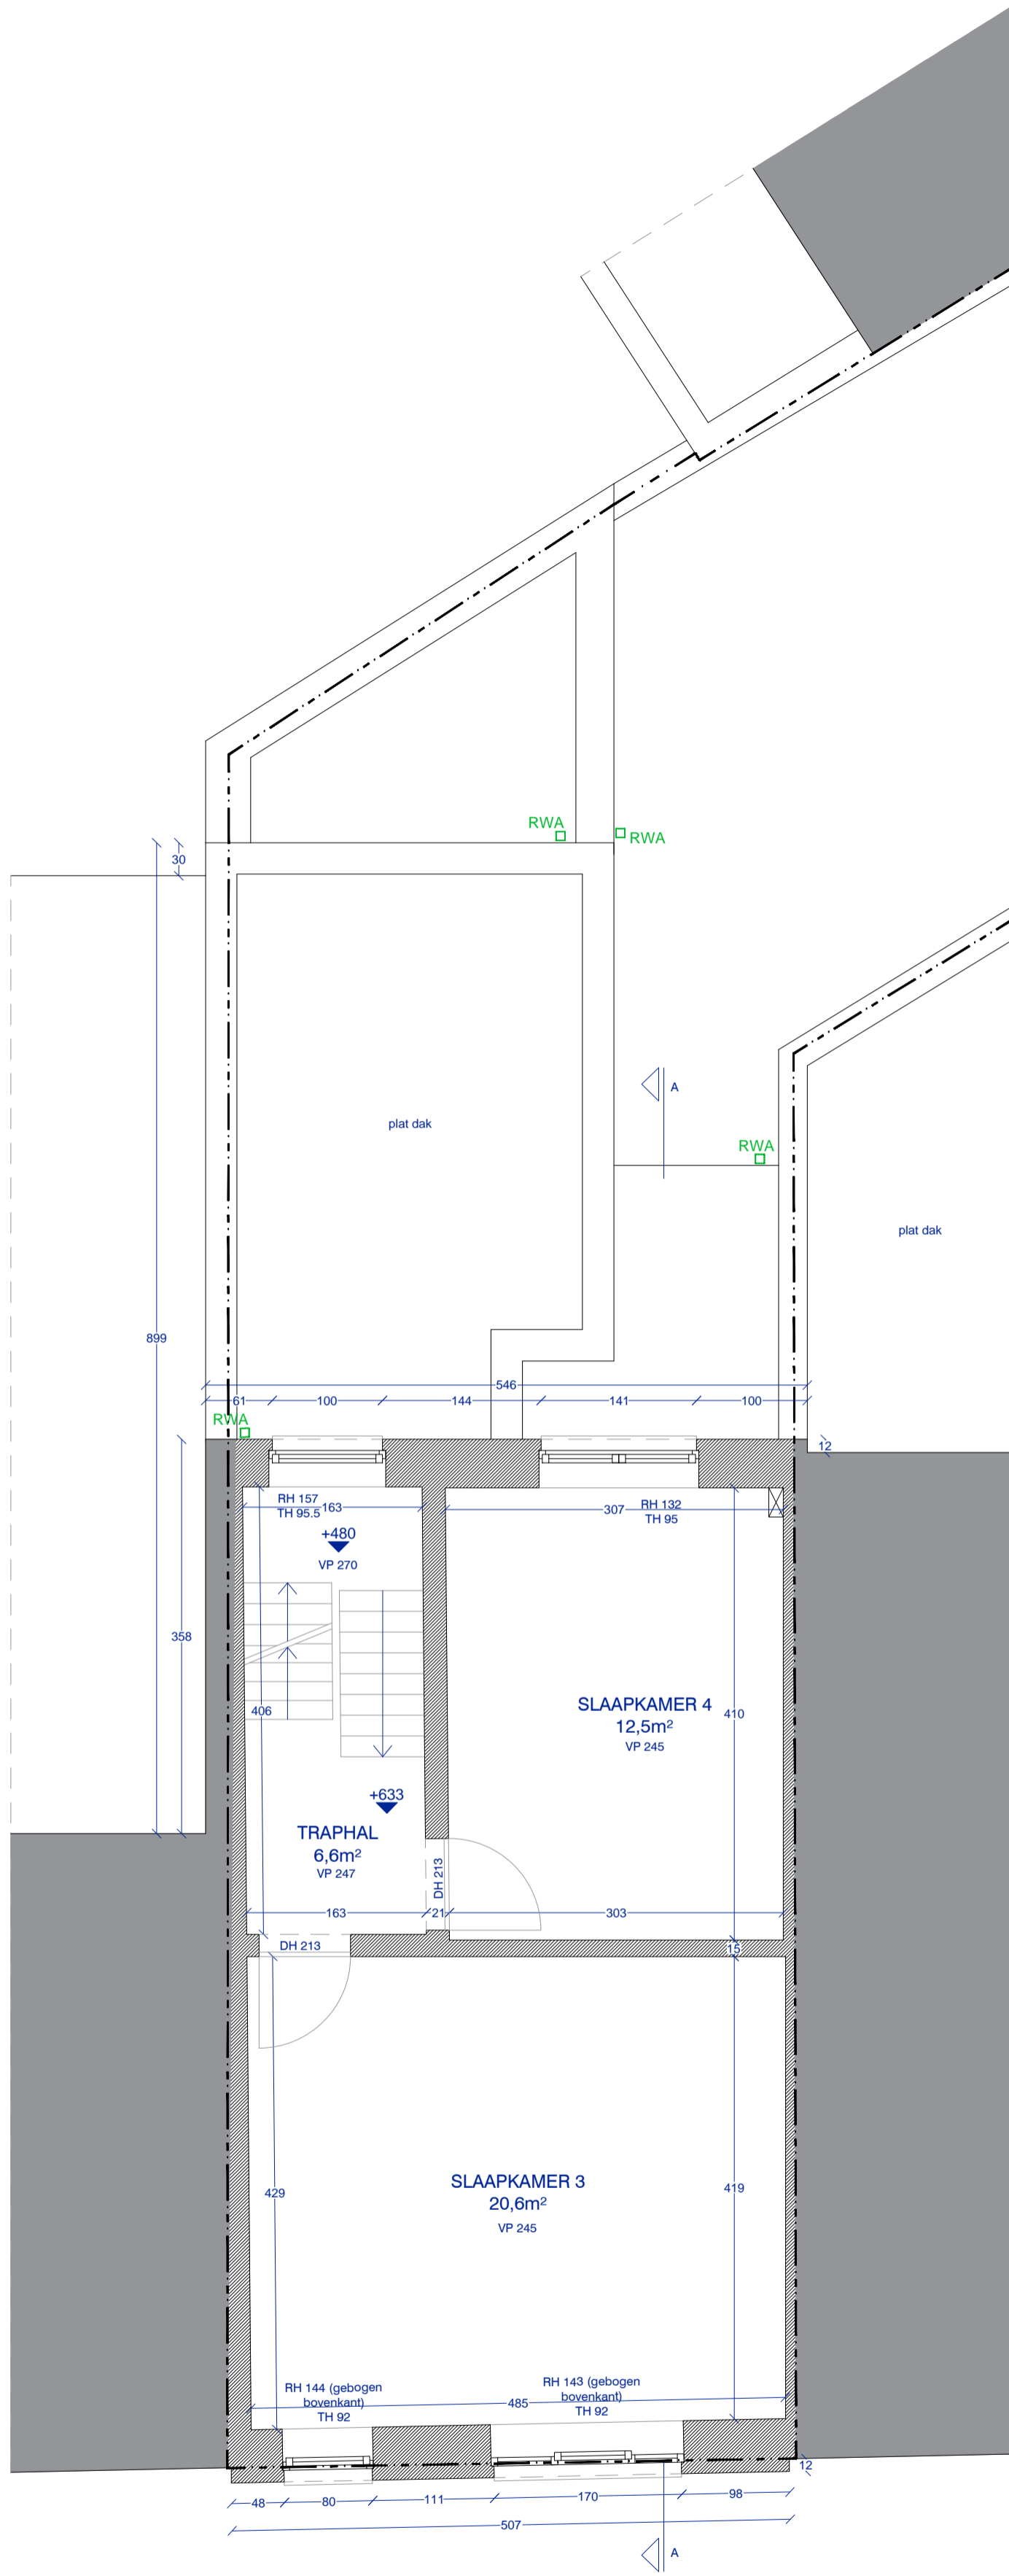 RWA
RWA
30
A
plat dak
RWA
plat dak
899
546
61
100
144
141
100
RWA
12
RH 157
TH 95.5
163
307
RH 132
TH 95
+480
VP 270
358
406
SLAAPKAMER 4
12,5m²
VP 245
410
+633
TRAPHAL
6,6m²
VP 247
DH 213
163
21
303
DH 213
15
SLAAPKAMER 3
20,6m²
VP 245
429
419
RH 144 (gebogen
bovenkant)
TH 92
RH 143 (gebogen
bovenkant)
TH 92
485
12
48
80
111
170
98
507
A